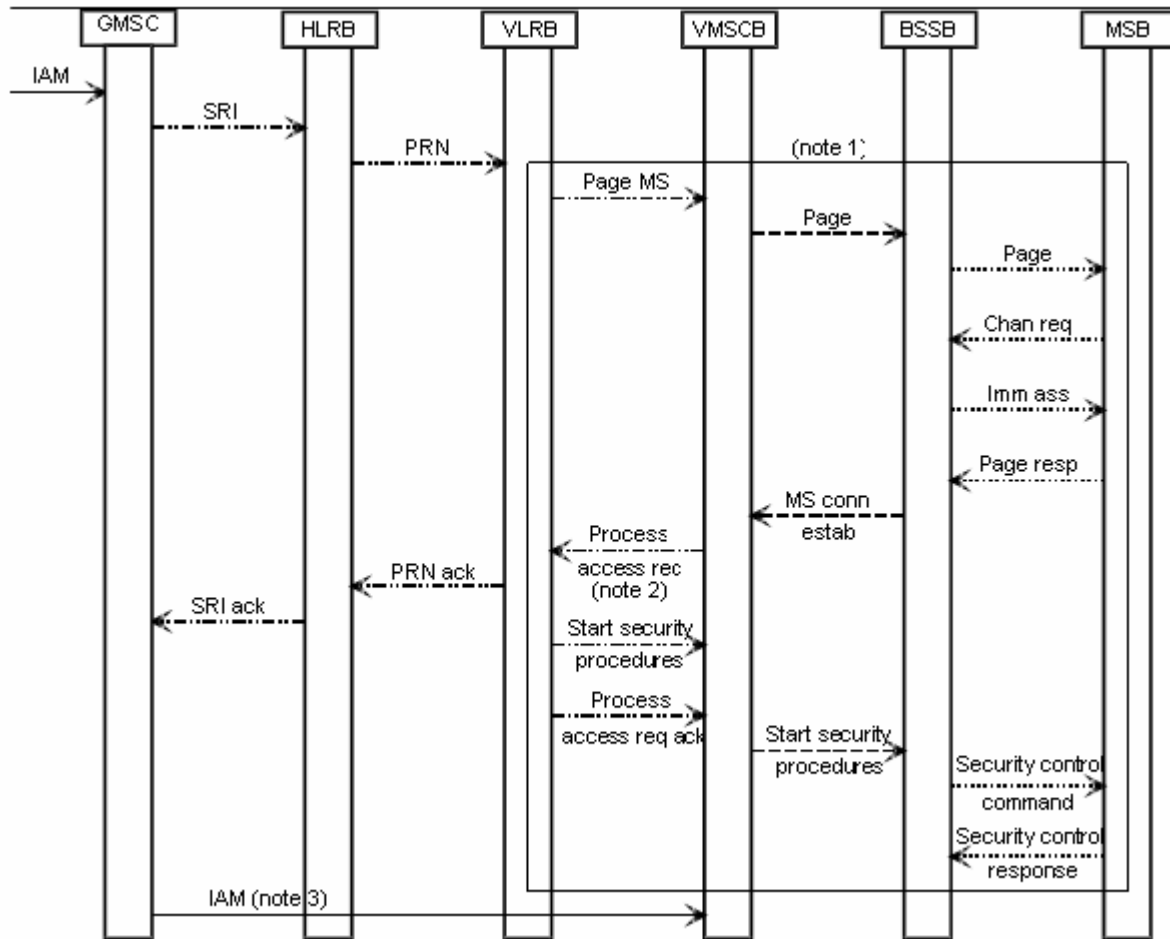 GMSC HLRB VLRB VMSCB BSSB MSB
IAM
SRI
PRN
(note 1)
Page MS
Page
Page
Chan req
Imm ass
Page resp
MS conn
estab
Process
access rec
(note 2)
PRN ack
SRI ack
Start security
procedures
Process
access req ack
Start security
procedures
Security control
command
Security control
response
IAM (note 3)